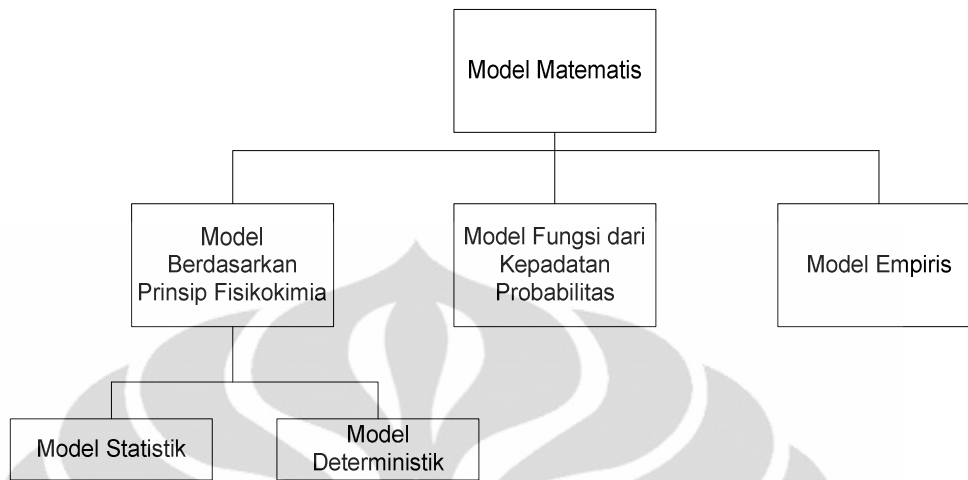 Model Matematis
Model
Berdasarkan
Prinsip Fisikokimia
Model Fungsi dari
Kepadatan
Probabilitas
Model Empiris
Model Statistik
Model
Deterministik